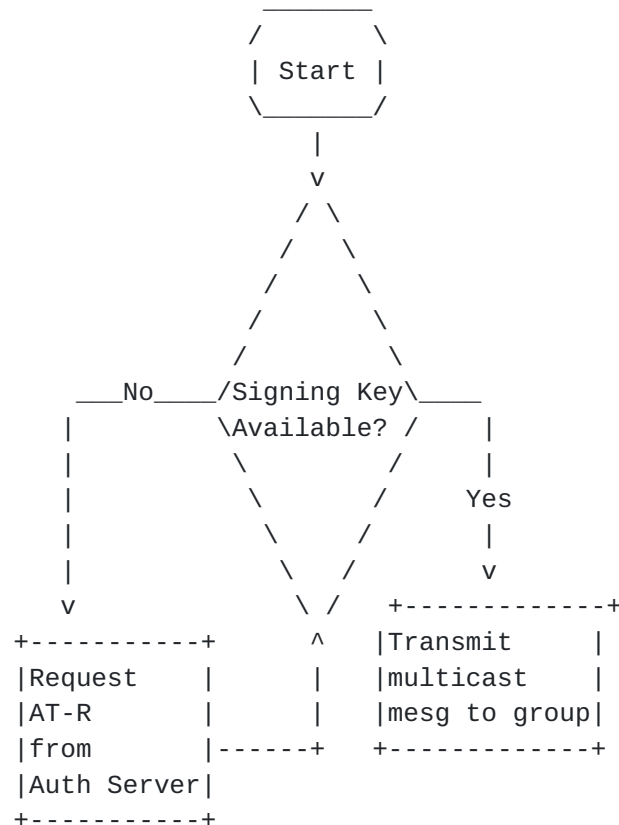 Start
No
Signing Key
Available?
Yes
Request
AT-R
from
Auth Server
Transmit
multicast
mesg to group